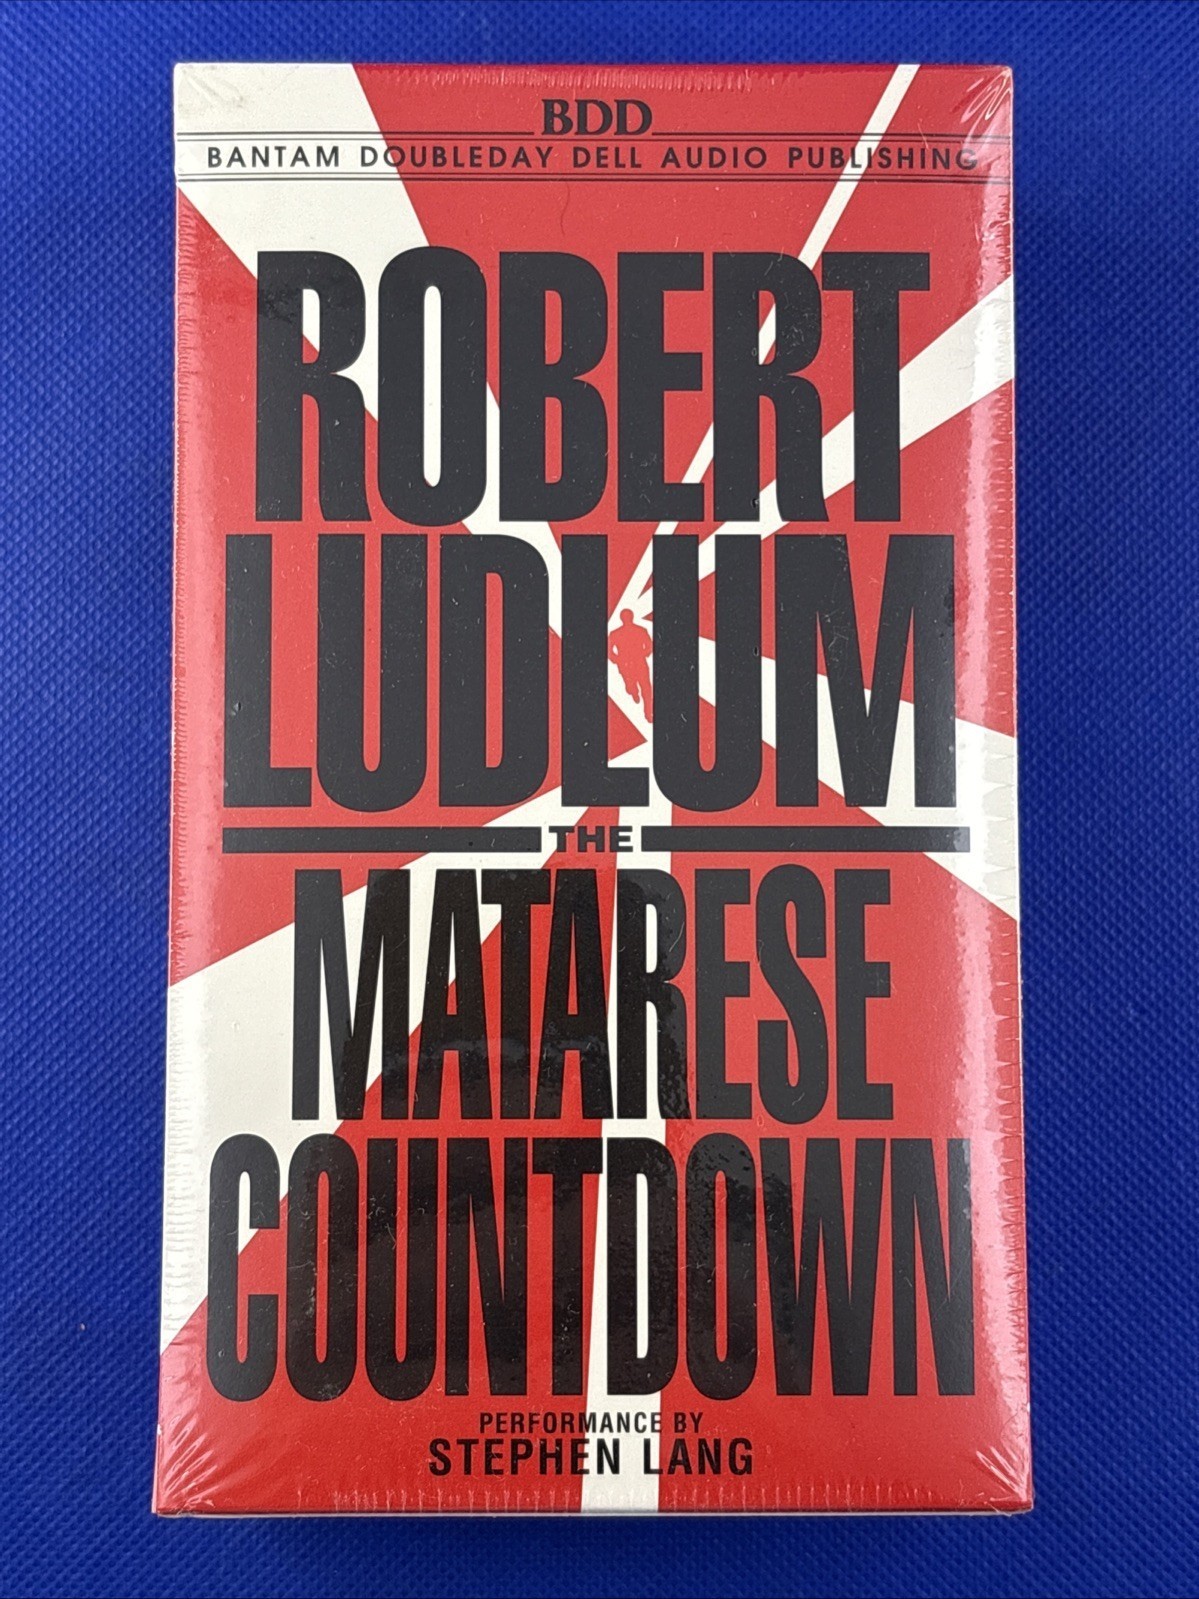 BDD
BANTAM DOUBLEDAY DELL AUDIO PUBLISHING
ROBERT
LUDLUM
THE
MATARESE
COUNTDOWN
PERFORMANCE BY
STEPHEN LANG